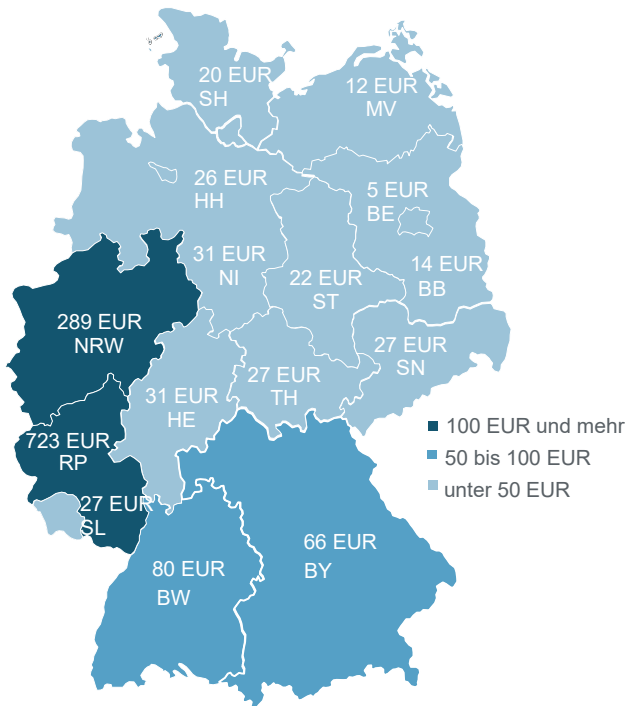 20 EUR
SH
12 EUR
MV
26 EUR
HH
5 EUR
BE
31 EUR
NI
14 EUR
BB
22 EUR
ST
289 EUR
NRW
27 EUR
SN
27 EUR
TH
31 EUR
HE
723 EUR
RP
27 EUR
SL
66 EUR
BY
80 EUR
BW
100 EUR und mehr
50 bis 100 EUR
unter 50 EUR